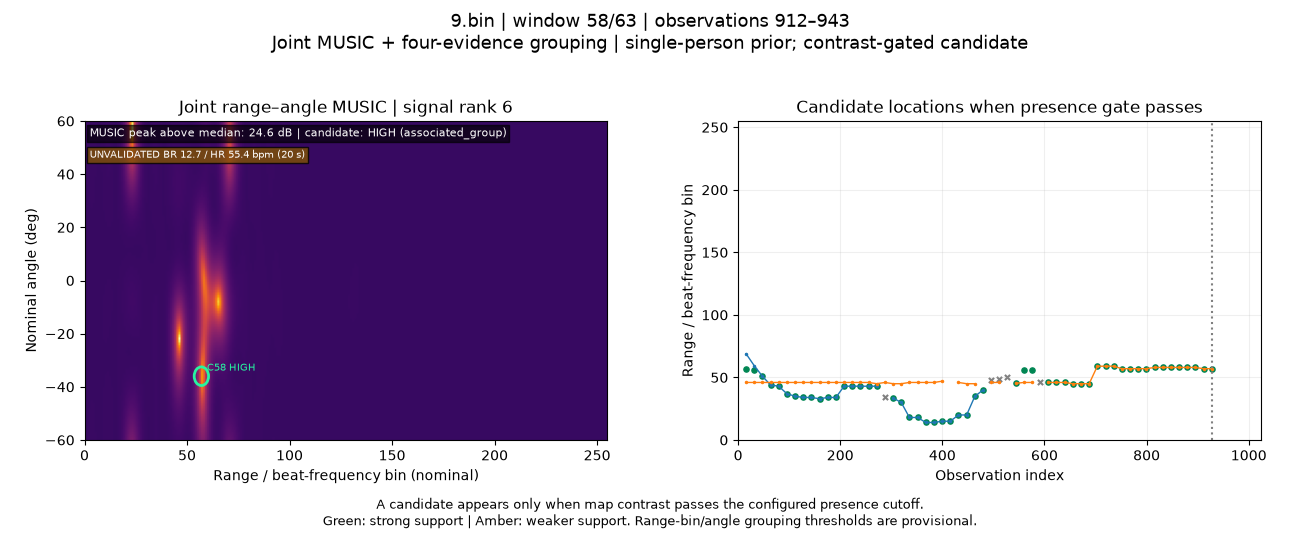 9.bin | window 58/63 | observations 912–943
Joint MUSIC + four-evidence grouping | single-person prior; contrast-gated candidate
Joint range–angle MUSIC | signal rank 6
MUSIC peak above median: 24.6 dB | candidate: HIGH (associated_group)
UNVALIDATED BR 12.7 / HR 55.4 bpm (20 s)
C58 HIGH
Nominal angle (deg)
60
40
20
0
−20
−40
−60
0
50
100
150
200
250
Range / beat-frequency bin (nominal)
Candidate locations when presence gate passes
Range / beat-frequency bin
250
200
150
100
50
0
0
200
400
600
800
1000
Observation index
A candidate appears only when map contrast passes the configured presence cutoff.
Green: strong support | Amber: weaker support. Range-bin/angle grouping thresholds are provisional.